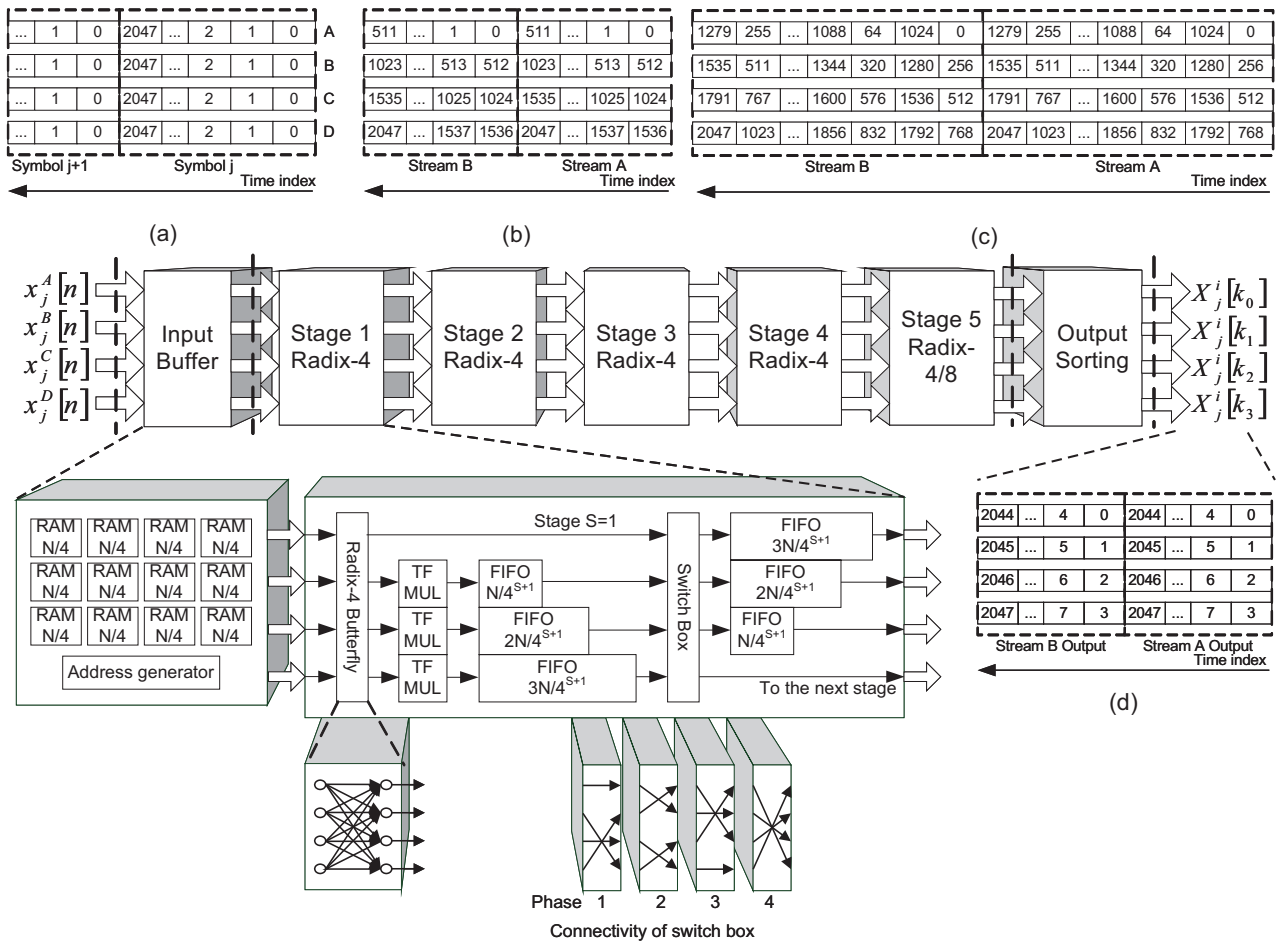 ... 1 0 2047 ... 2 1 0 A
... 1 0 2047 ... 2 1 0 B
... 1 0 2047 ... 2 1 0 C
... 1 0 2047 ... 2 1 0 D
Symbol j+1 Symbol j
Time index
(a)
511 ... 1 0 511 ... 1 0
1023 ... 513 512 1023 ... 513 512
1535 ... 1025 1024 1535 ... 1025 1024
2047 ... 1537 1536 2047 ... 1537 1536
Stream B Stream A
Time index
(b)
1279 255 ... 1088 64 1024 0 1279 255 ... 1088 64 1024 0
1535 511 ... 1344 320 1280 256 1535 511 ... 1344 320 1280 256
1791 767 ... 1600 576 1536 512 1791 767 ... 1600 576 1536 512
2047 1023 ... 1856 832 1792 768 2047 1023 ... 1856 832 1792 768
Stream B Stream A
Time index
(c)
x_j^A[n]
x_j^B[n]
x_j^C[n]
x_j^D[n]
Input
Buffer
Stage 1
Radix-4
Stage 2
Radix-4
Stage 3
Radix-4
Stage 4
Radix-4
Stage 5
Radix-
4/8
Output
Sorting
X_j^i[k_0]
X_j^i[k_1]
X_j^i[k_2]
X_j^i[k_3]
RAM RAM RAM RAM
N/4 N/4 N/4 N/4
RAM RAM RAM RAM
N/4 N/4 N/4 N/4
RAM RAM RAM RAM
N/4 N/4 N/4 N/4
Address generator
Radix-4 Butterfly
Stage S=1
TF
MUL
TF
MUL
TF
MUL
FIFO
N/4^{S+1}
FIFO
2N/4^{S+1}
FIFO
3N/4^{S+1}
Switch Box
FIFO
3N/4^{S+1}
FIFO
2N/4^{S+1}
FIFO
N/4^{S+1}
To the next stage
2044 ... 4 0 2044 ... 4 0
2045 ... 5 1 2045 ... 5 1
2046 ... 6 2 2046 ... 6 2
2047 ... 7 3 2047 ... 7 3
Stream B Output Stream A Output
Time index
(d)
Phase 1 2 3 4
Connectivity of switch box